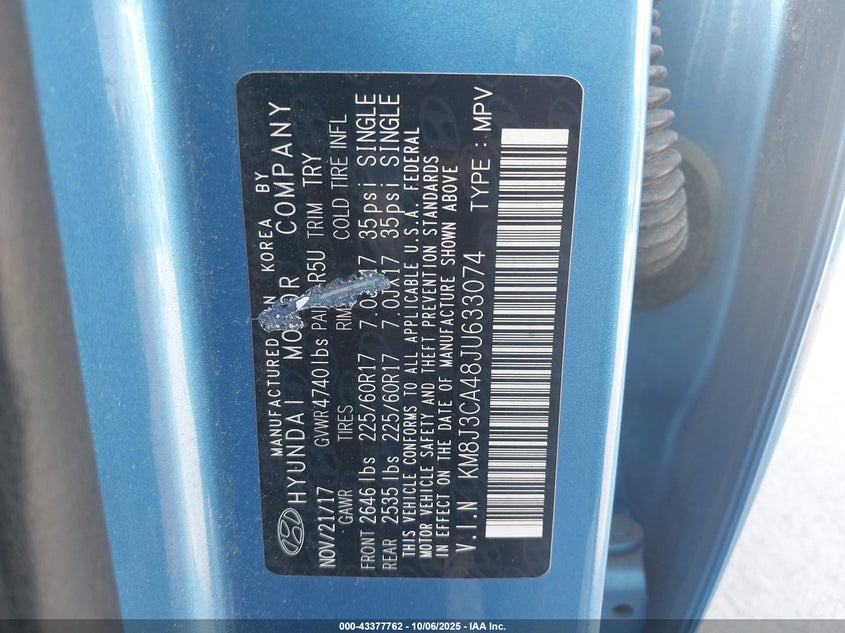 MANUFACTURED IN KOREA BY
HYUNDAI MOTOR COMPANY
NOV/21/17 GVWR 4740 lbs R5U TRIM TRY
GAWR TIRES COLD TIRE INFL
FRONT 2646 lbs 225/60R17 7.0JX17 35psi SINGLE
REAR 2535 lbs 225/60R17 7.0JX17 35psi SINGLE
THIS VEHICLE CONFORMS TO ALL APPLICABLE U.S.A. FEDERAL
MOTOR VEHICLE SAFETY AND THEFT PREVENTION STANDARDS
IN EFFECT ON THE DATE OF MANUFACTURE SHOWN ABOVE
V.I.N KM8J3CA48JU633074 TYPE : MPV
000-43377762 - 10/06/2025 - IAA Inc.